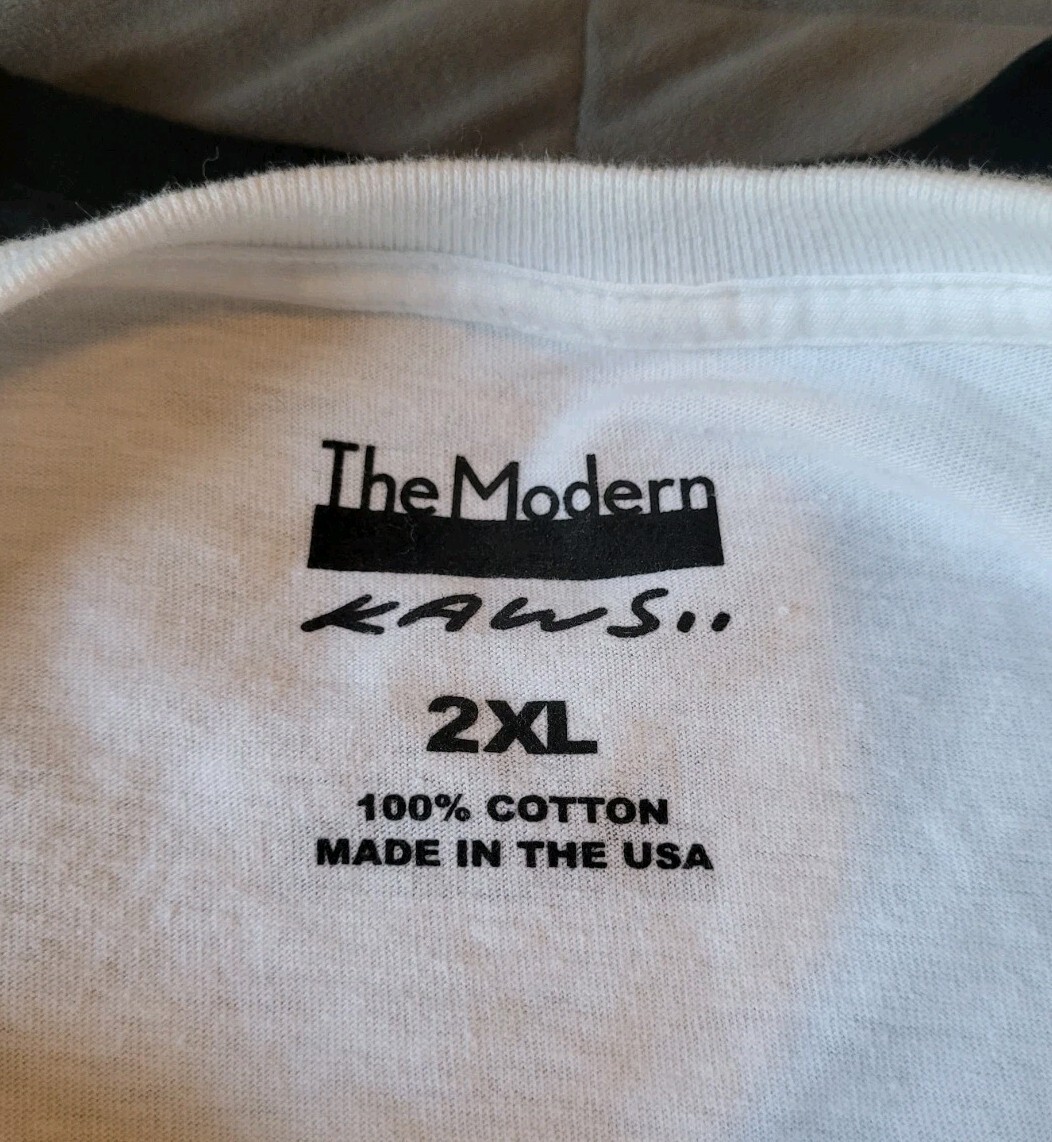 The Modern
KAWS..
2XL
100% COTTON
MADE IN THE USA